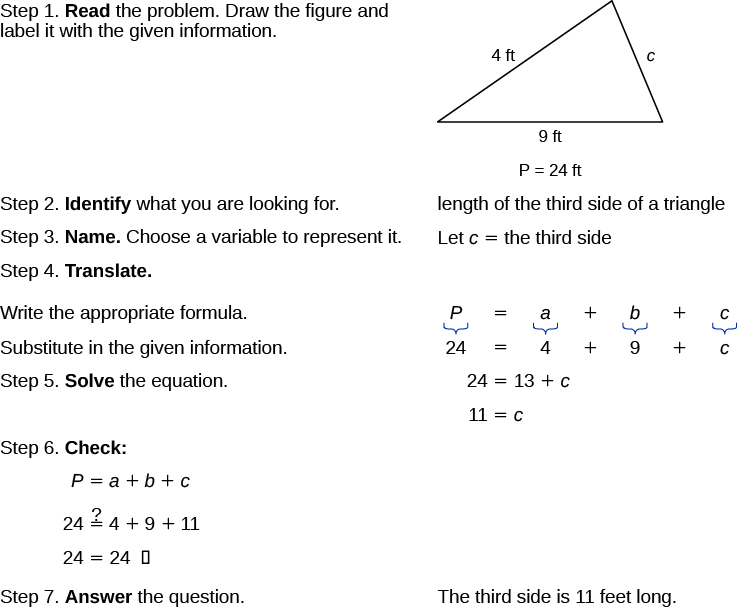 Step 1. Read the problem. Draw the figure and
label it with the given information.
4 ft
c
9 ft
P = 24 ft
Step 2. Identify what you are looking for.
length of the third side of a triangle
Step 3. Name. Choose a variable to represent it.
Let c = the third side
Step 4. Translate.
Write the appropriate formula.
P = a + b + c
Substitute in the given information.
24 = 4 + 9 + c
Step 5. Solve the equation.
24 = 13 + c
11 = c
Step 6. Check:
P = a + b + c
24 ≟ 4 + 9 + 11
24 = 24 ▯
Step 7. Answer the question.
The third side is 11 feet long.